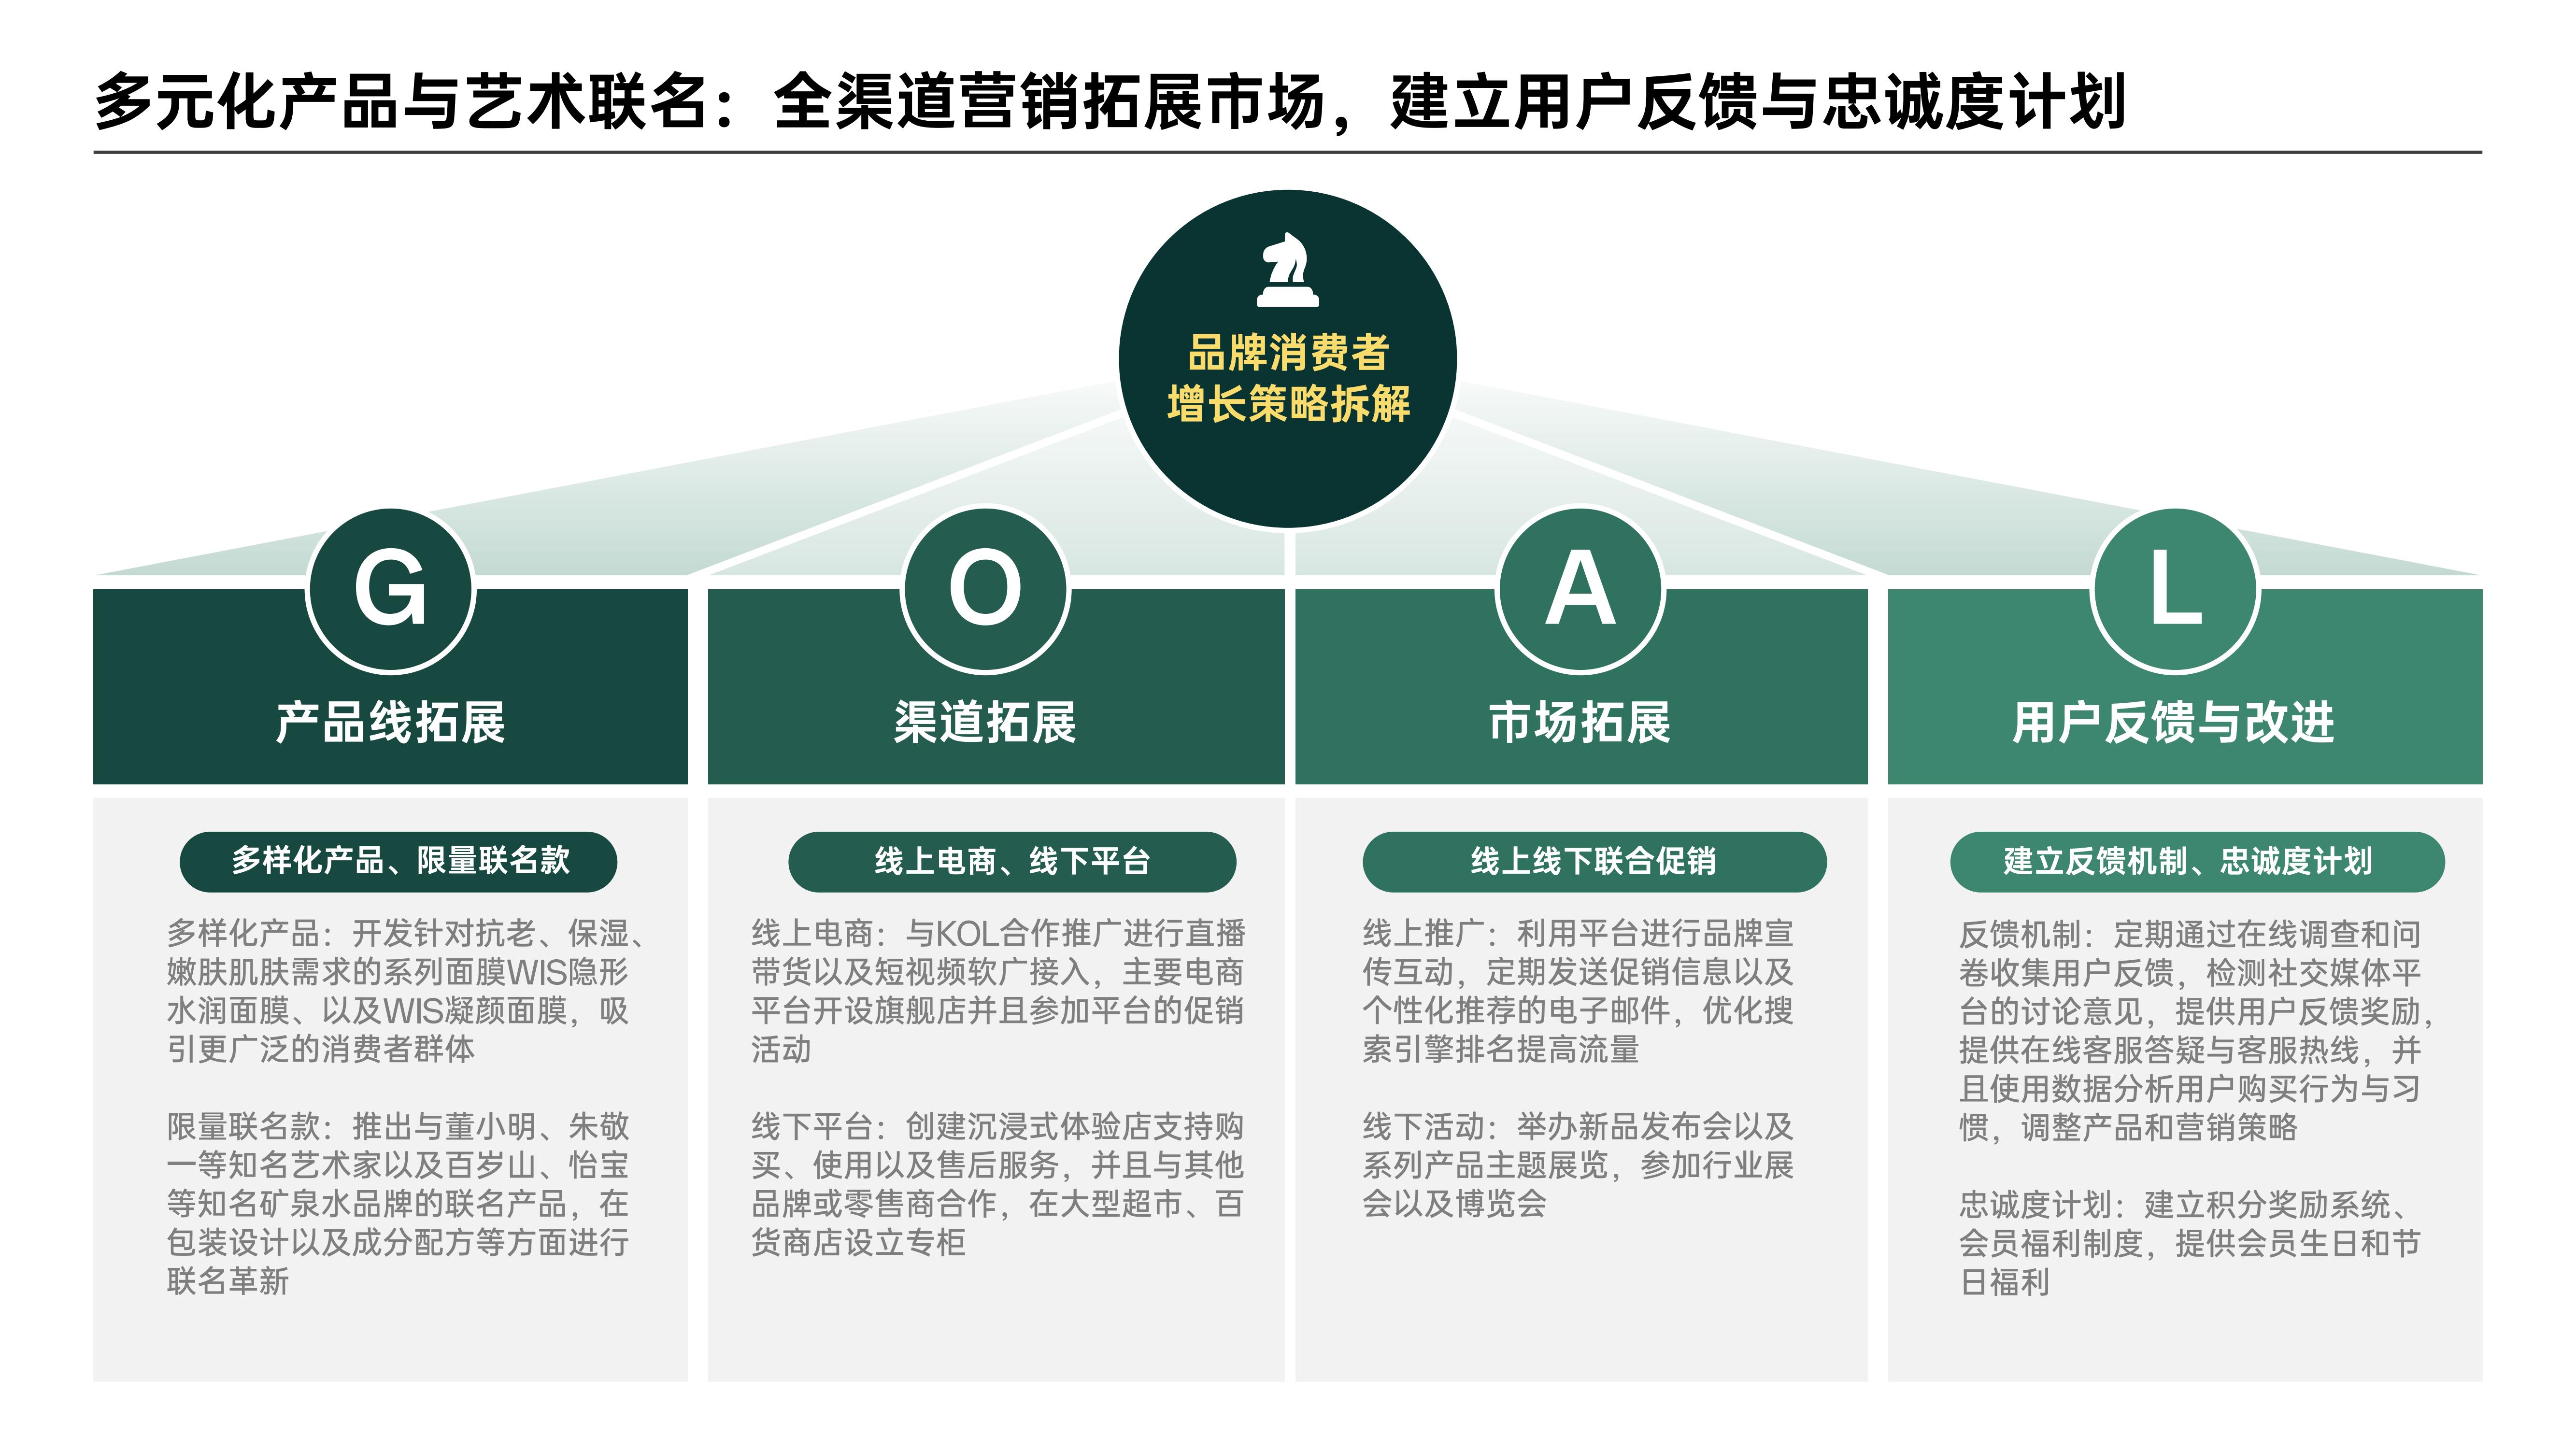 多元化产品与艺术联名：全渠道营销拓展市场，建立用户反馈与忠诚度计划
品牌消费者
增长策略拆解
G
产品线拓展
多样化产品、限量联名款
多样化产品：开发针对抗老、保湿、
嫩肤肌肤需求的系列面膜WIS隐形
水润面膜、以及WIS凝颜面膜，吸
引更广泛的消费者群体
限量联名款：推出与董小明、朱敬
一等知名艺术家以及百岁山、怡宝
等知名矿泉水品牌的联名产品，在
包装设计以及成分配方等方面进行
联名革新
O
渠道拓展
线上电商、线下平台
线上电商：与KOL合作推广进行直播
带货以及短视频软广接入，主要电商
平台开设旗舰店并且参加平台的促销
活动
线下平台：创建沉浸式体验店支持购
买、使用以及售后服务，并且与其他
品牌或零售商合作，在大型超市、百
货商店设立专柜
A
市场拓展
线上线下联合促销
线上推广：利用平台进行品牌宣
传互动，定期发送促销信息以及
个性化推荐的电子邮件，优化搜
索引擎排名提高流量
线下活动：举办新品发布会以及
系列产品主题展览，参加行业展
会以及博览会
L
用户反馈与改进
建立反馈机制、忠诚度计划
反馈机制：定期通过在线调查和问
卷收集用户反馈，检测社交媒体平
台的讨论意见，提供用户反馈奖励，
提供在线客服答疑与客服热线，并
且使用数据分析用户购买行为与习
惯，调整产品和营销策略
忠诚度计划：建立积分奖励系统、
会员福利制度，提供会员生日和节
日福利